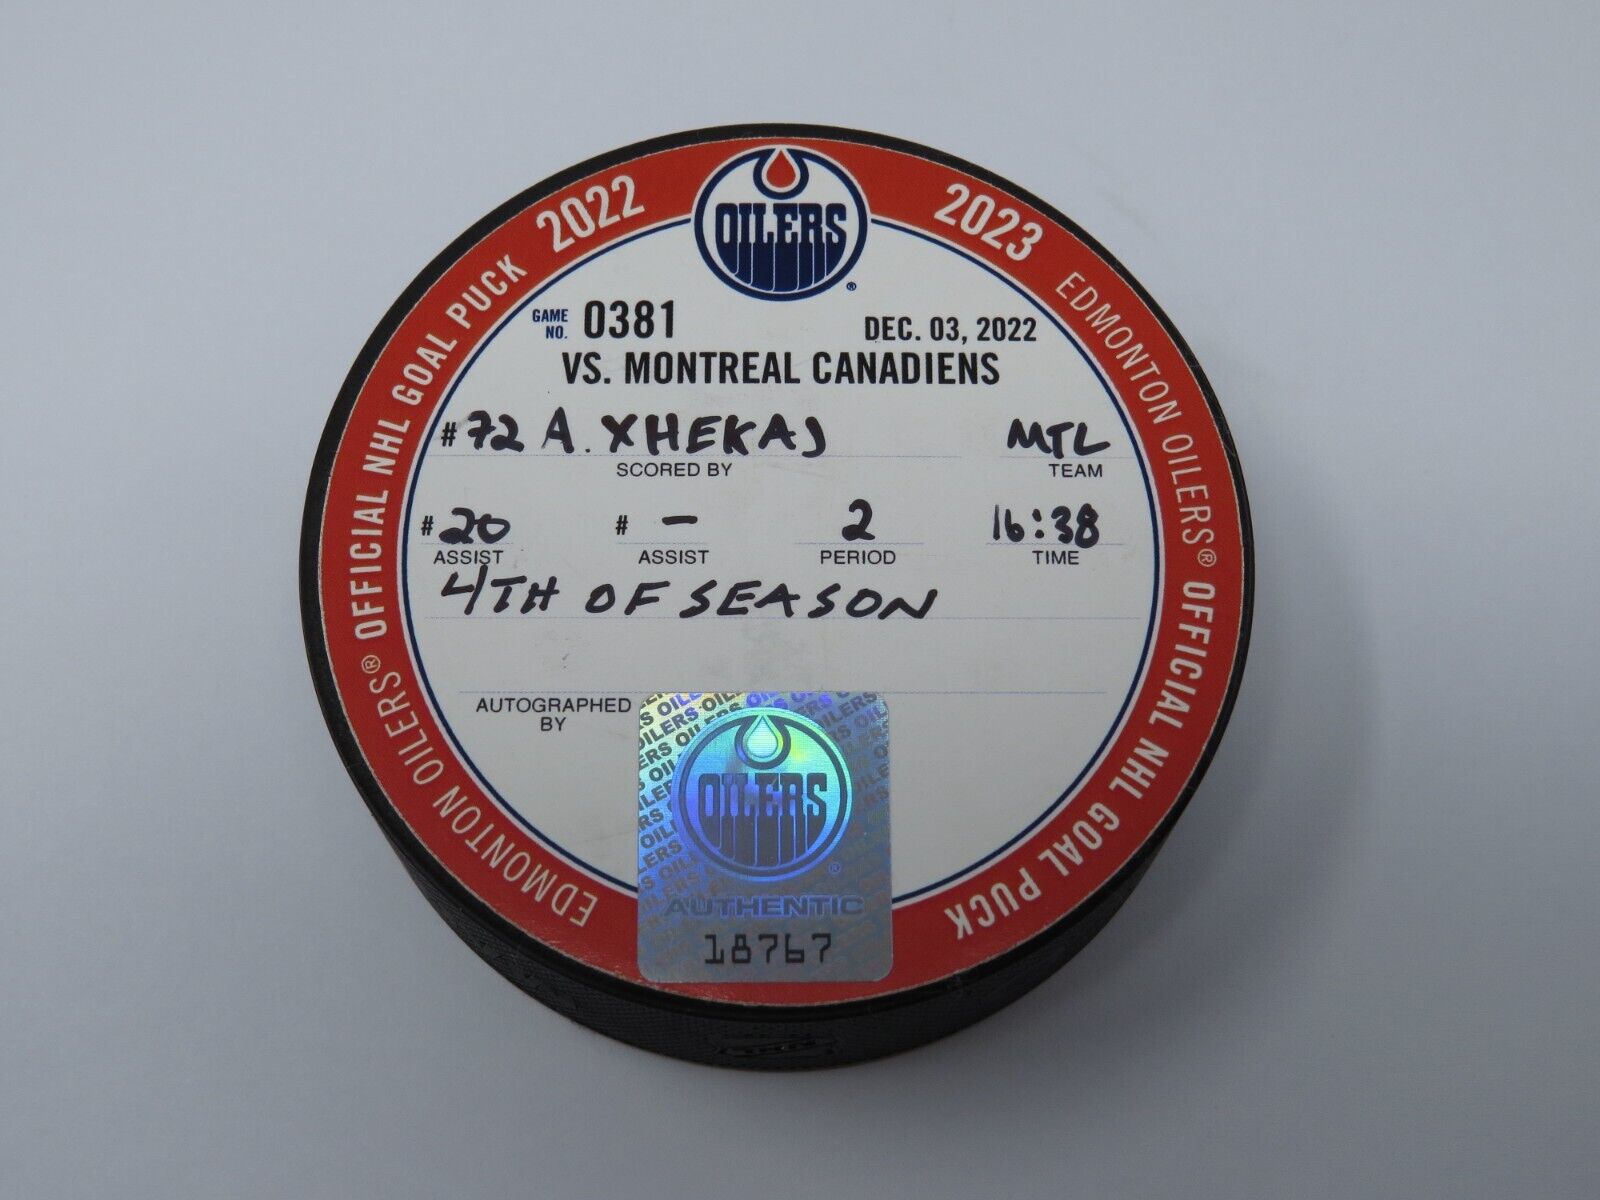 OILERS®
EDMONTON OILERS® OFFICIAL NHL GOAL PUCK 2022
2023 EDMONTON OILERS® OFFICIAL NHL GOAL PUCK
GAME NO. 0381 DEC. 03, 2022
VS. MONTREAL CANADIENS
#72 A. XHEKAJ MTL
SCORED BY TEAM
#20 # - 2 16:38
ASSIST ASSIST PERIOD TIME
4TH OF SEASON
AUTOGRAPHED BY
OILERS®
AUTHENTIC
18767